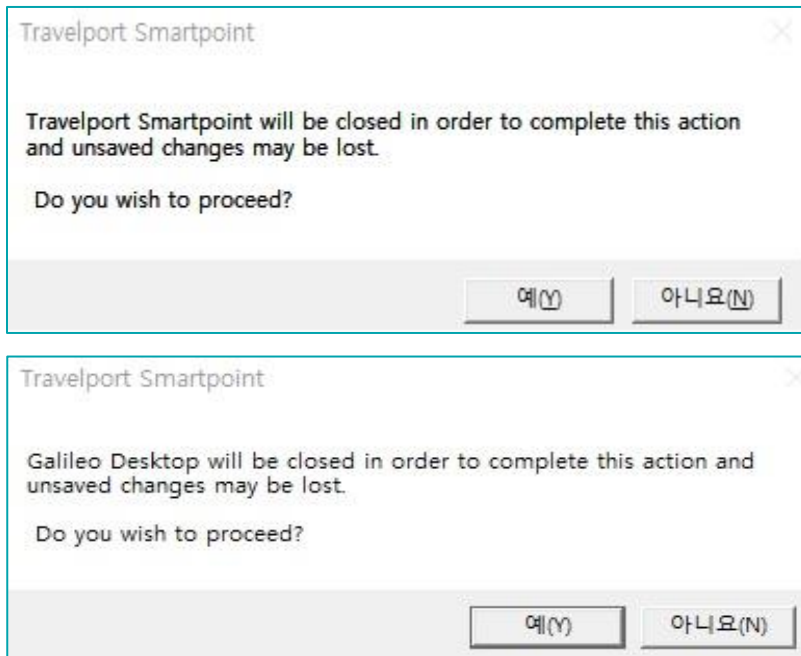 Travelport Smartpoint
Travelport Smartpoint will be closed in order to complete this action
and unsaved changes may be lost.
Do you wish to proceed?
예(Y) 아니요(N)
Travelport Smartpoint
Galileo Desktop will be closed in order to complete this action and
unsaved changes may be lost.
Do you wish to proceed?
예(Y) 아니요(N)